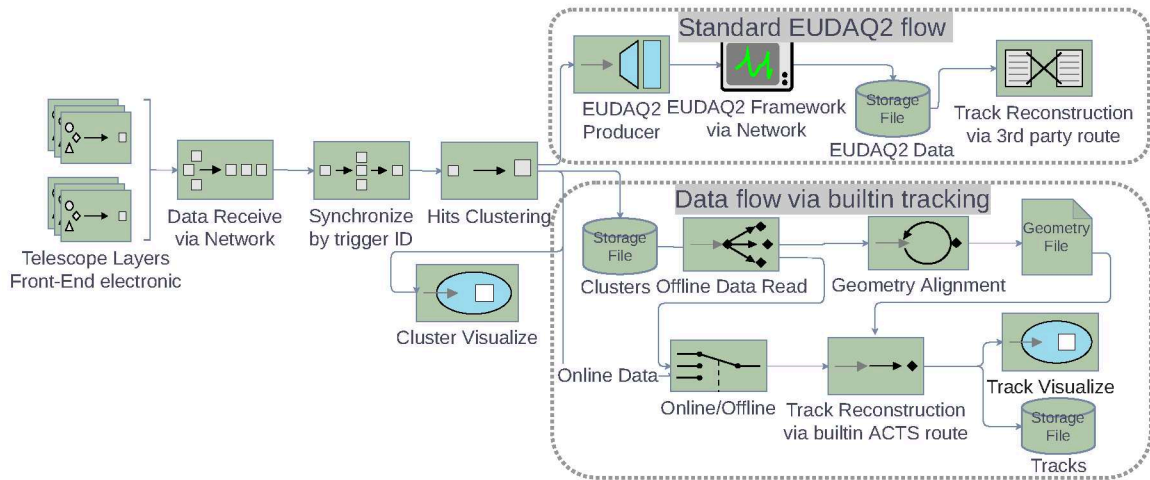 Standard EUDAQ2 flow
EUDAQ2
Producer
EUDAQ2 Framework
via Network
Storage
File
EUDAQ2 Data
Track Reconstruction
via 3rd party route
Telescope Layers
Front-End electronic
Data Receive
via Network
Synchronize
by trigger ID
Hits Clustering
Cluster Visualize
Data flow via builtin tracking
Storage
File
Clusters
Offline Data Read
Geometry Alignment
Geometry
File
Online Data
Online/Offline
Track Reconstruction
via builtin ACTS route
Track Visualize
Storage
File
Tracks